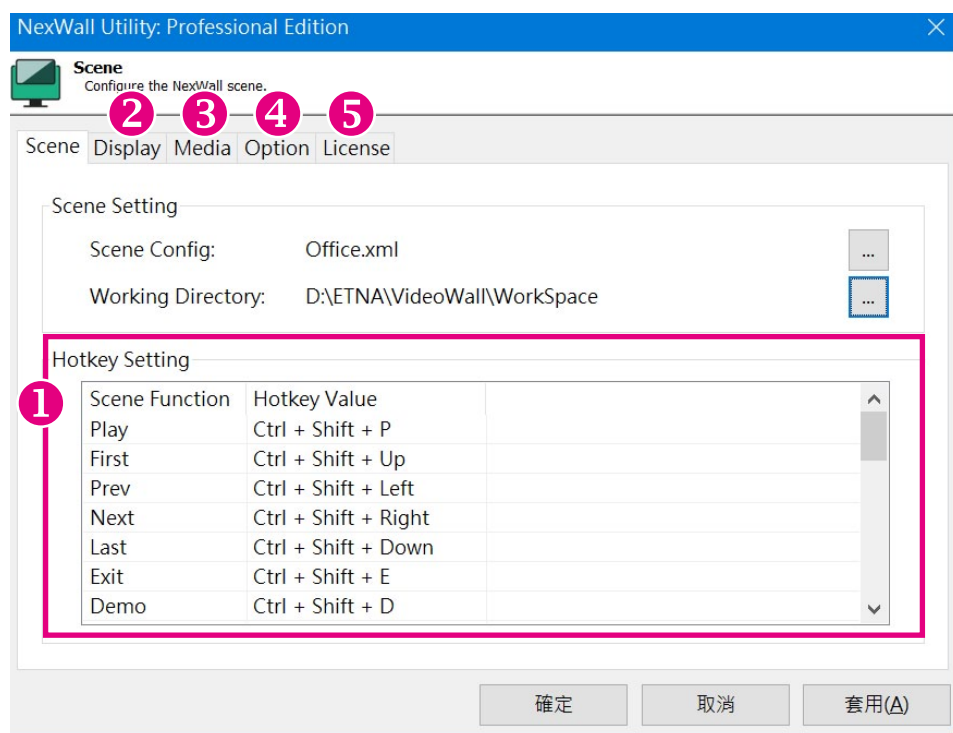 NexWall Utility: Professional Edition
Scene
Configure the NexWall scene.
2 3 4 5
Scene Display Media Option License
Scene Setting
Scene Config: Office.xml ...
Working Directory: D:\ETNA\VideoWall\WorkSpace ...
Hotkey Setting
1
Scene Function Hotkey Value
Play Ctrl + Shift + P
First Ctrl + Shift + Up
Prev Ctrl + Shift + Left
Next Ctrl + Shift + Right
Last Ctrl + Shift + Down
Exit Ctrl + Shift + E
Demo Ctrl + Shift + D
確定 取消 套用(A)